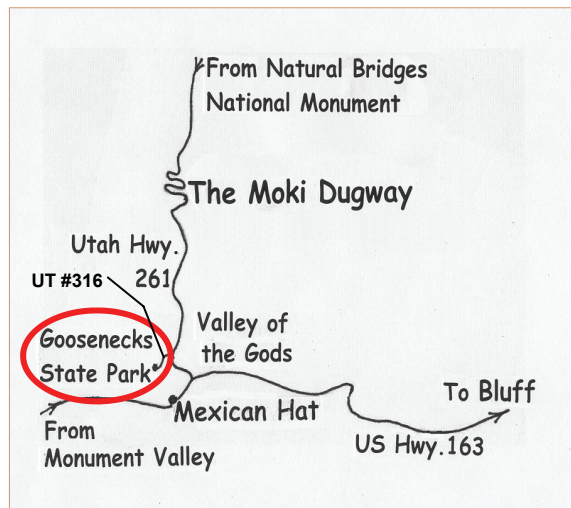 From Natural Bridges
National Monument
The Moki Dugway
Utah Hwy.
261
UT #316
Goosenecks
State Park
Valley of
the Gods
To Bluff
Mexican Hat
From
Monument Valley
US Hwy.163